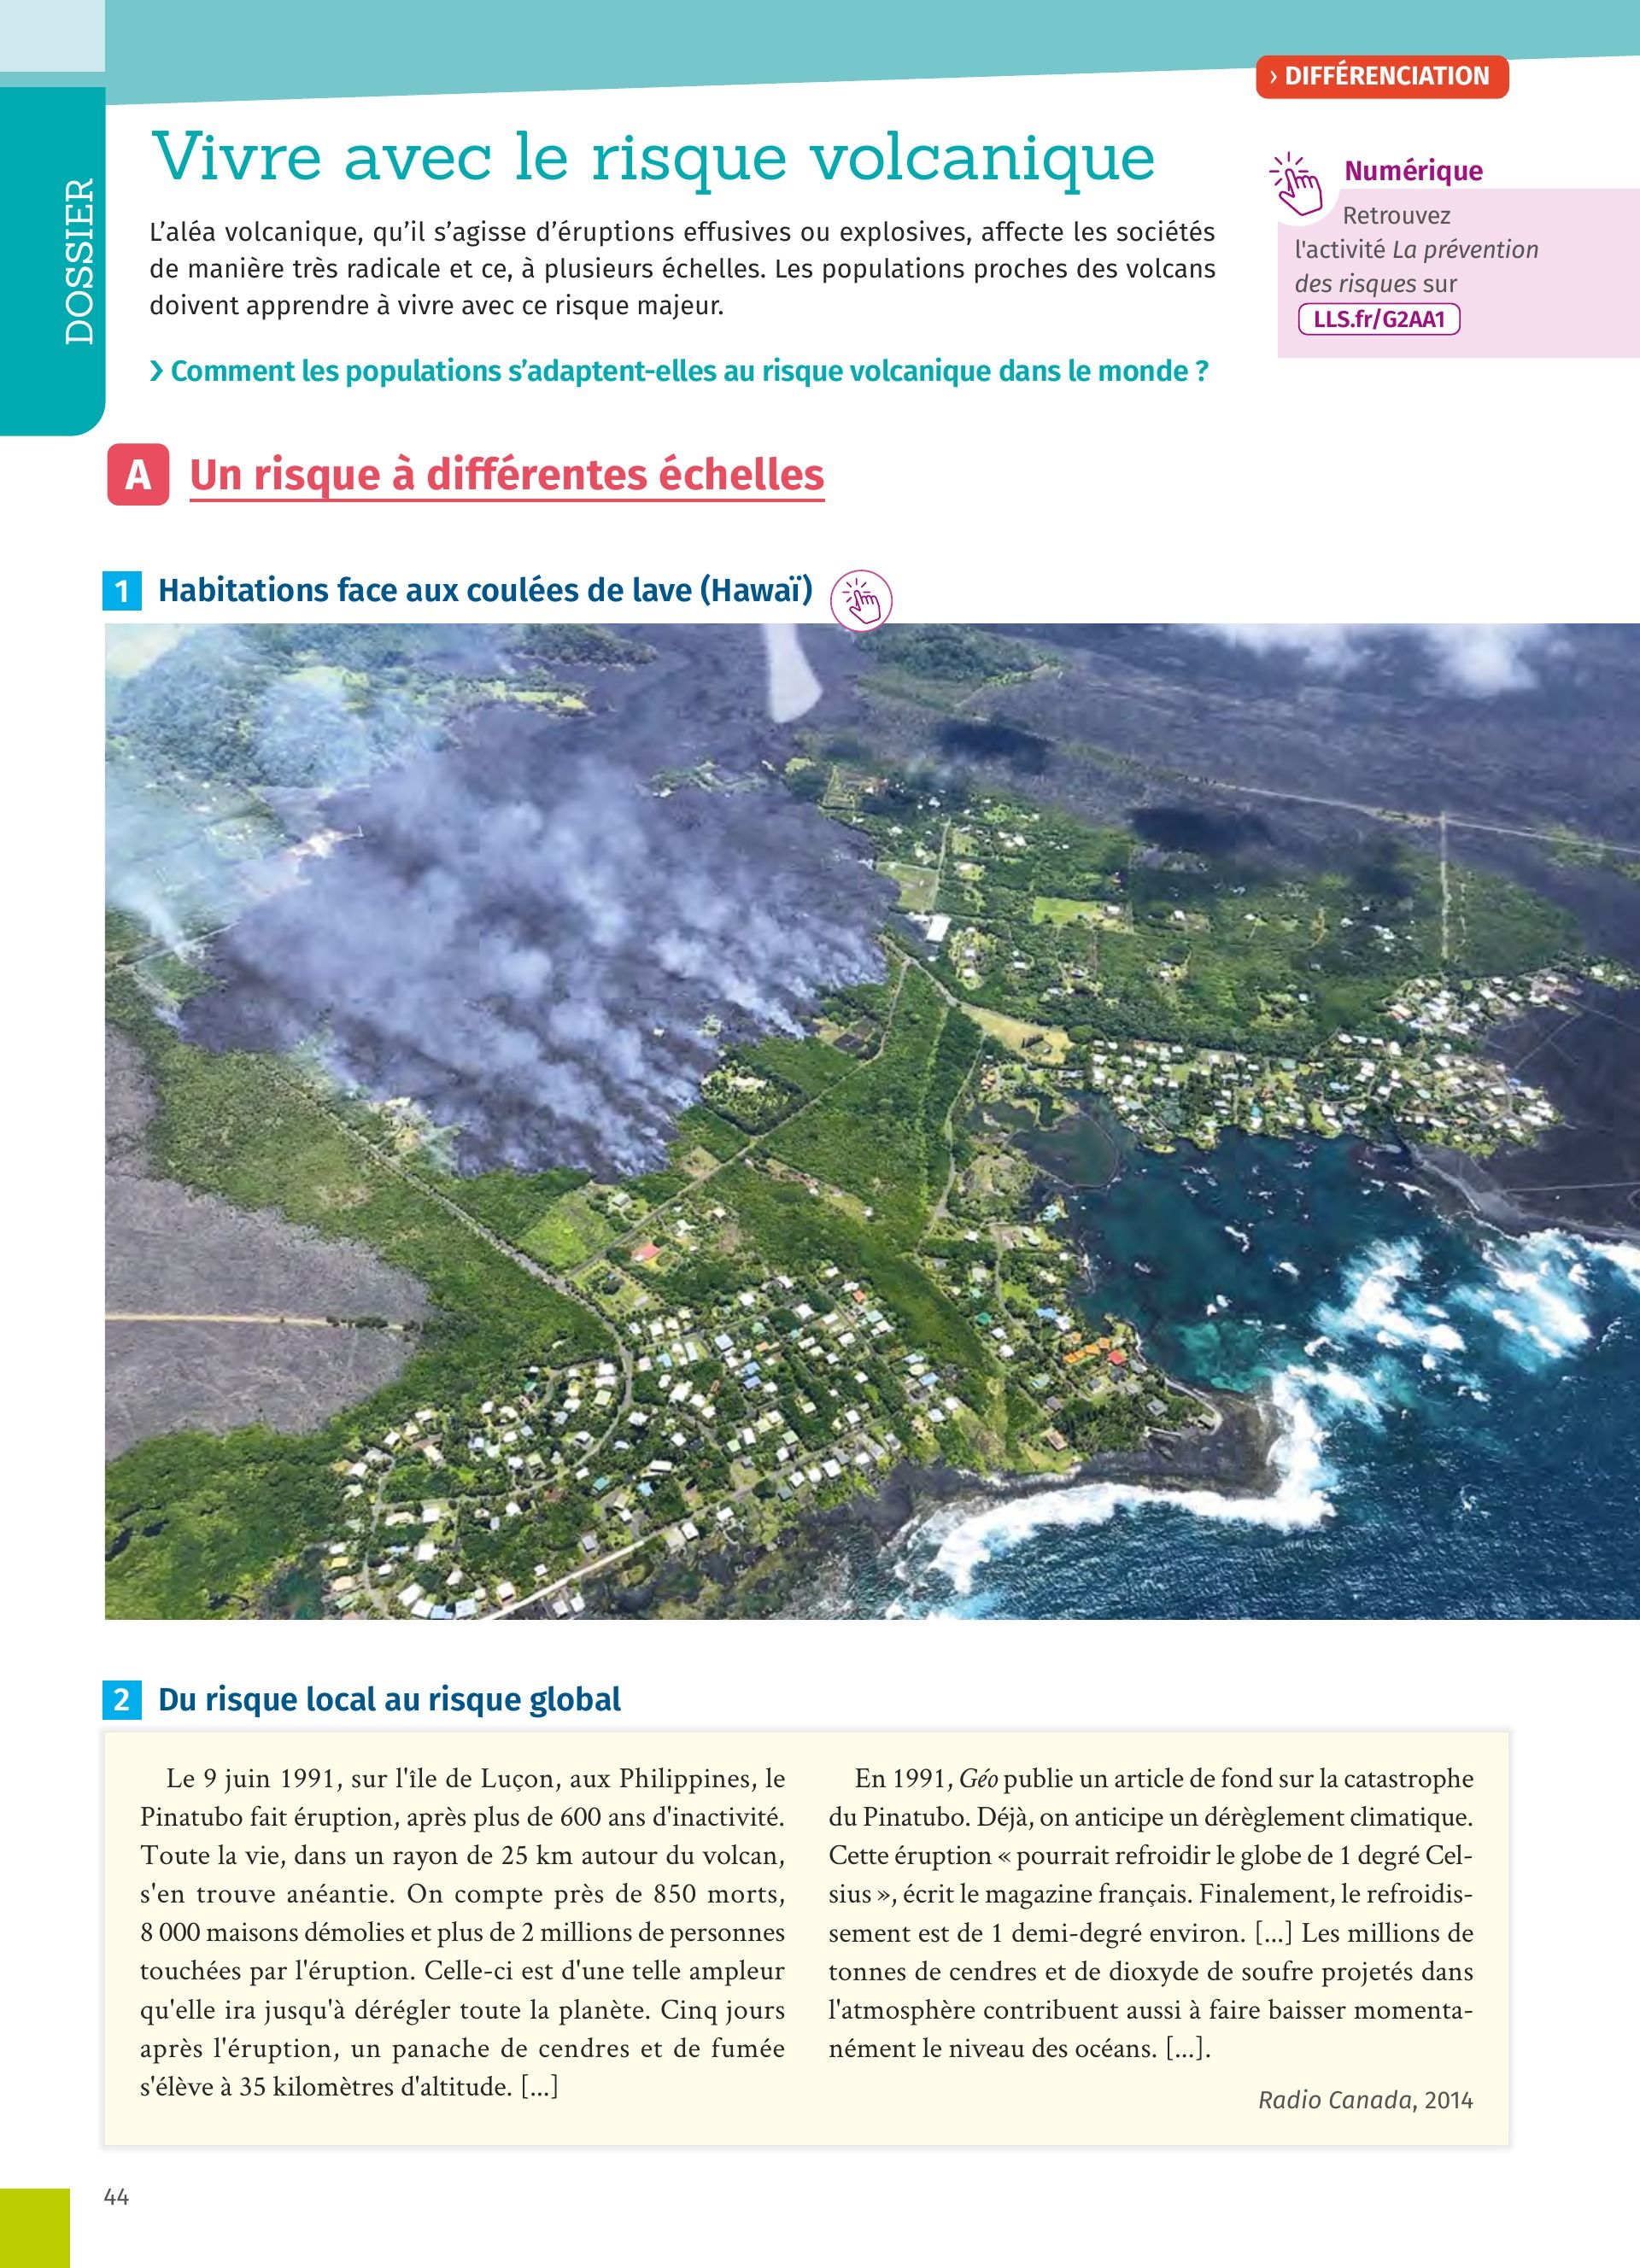 › DIFFÉRENCIATION
DOSSIER
Vivre avec le risque volcanique
L’aléa volcanique, qu’il s’agisse d’éruptions effusives ou explosives, affecte les sociétés
de manière très radicale et ce, à plusieurs échelles. Les populations proches des volcans
doivent apprendre à vivre avec ce risque majeur.
› Comment les populations s’adaptent-elles au risque volcanique dans le monde ?
Numérique
Retrouvez
l'activité La prévention
des risques sur
LLS.fr/G2AA1
A Un risque à différentes échelles
1 Habitations face aux coulées de lave (Hawaï)
2 Du risque local au risque global
Le 9 juin 1991, sur l'île de Luçon, aux Philippines, le
Pinatubo fait éruption, après plus de 600 ans d'inactivité.
Toute la vie, dans un rayon de 25 km autour du volcan,
s'en trouve anéantie. On compte près de 850 morts,
8 000 maisons démolies et plus de 2 millions de personnes
touchées par l'éruption. Celle-ci est d'une telle ampleur
qu'elle ira jusqu'à dérégler toute la planète. Cinq jours
après l'éruption, un panache de cendres et de fumée
s'élève à 35 kilomètres d'altitude. [...]
En 1991, Géo publie un article de fond sur la catastrophe
du Pinatubo. Déjà, on anticipe un dérèglement climatique.
Cette éruption « pourrait refroidir le globe de 1 degré Cel-
sius », écrit le magazine français. Finalement, le refroidis-
sement est de 1 demi-degré environ. [...] Les millions de
tonnes de cendres et de dioxyde de soufre projetés dans
l'atmosphère contribuent aussi à faire baisser momenta-
nément le niveau des océans. [...].
Radio Canada, 2014
44